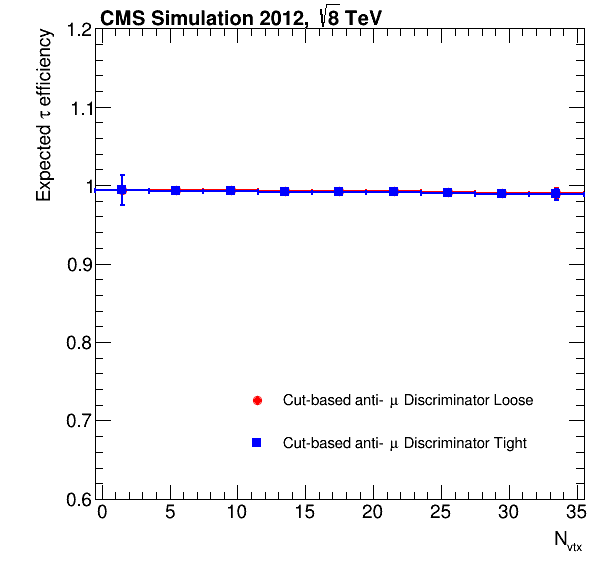 CMS Simulation 2012, √8 TeV
Expected τ efficiency
1.2
1.1
1
0.9
0.8
0.7
0.6
Cut-based anti- μ Discriminator Loose
Cut-based anti- μ Discriminator Tight
0 5 10 15 20 25 30 35
Nvtx